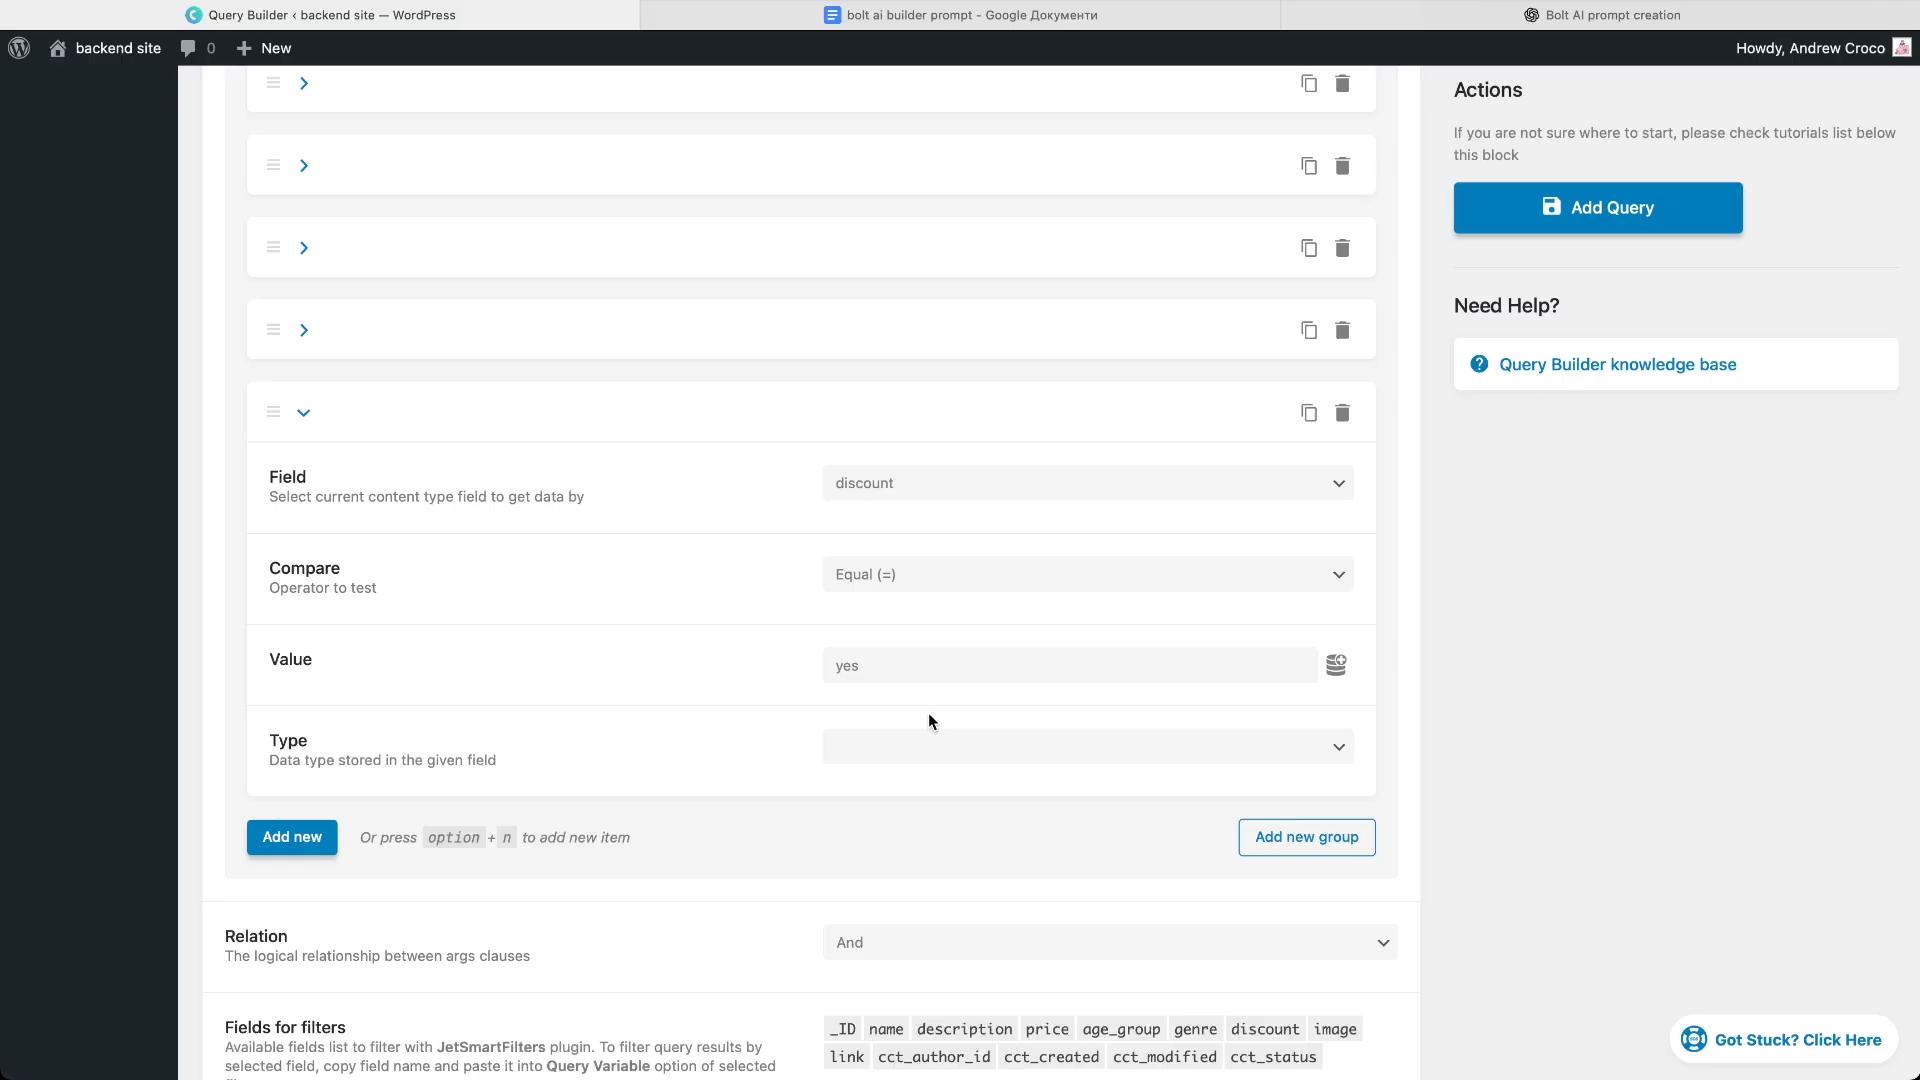 Query Builder ‹ backend site — WordPress
bolt ai builder prompt - Google Документи
Bolt AI prompt creation
backend site
0
New
Howdy, Andrew Croco
Actions
If you are not sure where to start, please check tutorials list below
this block
Add Query
Need Help?
Query Builder knowledge base
Field
Select current content type field to get data by
discount
Compare
Operator to test
Equal (=)
Value
yes
Type
Data type stored in the given field
Add new
Or press option + n to add new item
Add new group
Relation
The logical relationship between args clauses
And
Fields for filters
Available fields list to filter with JetSmartFilters plugin. To filter query results by
selected field, copy field name and paste it into Query Variable option of selected
_ID name description price age_group genre discount image
link cct_author_id cct_created cct_modified cct_status
Got Stuck? Click Here